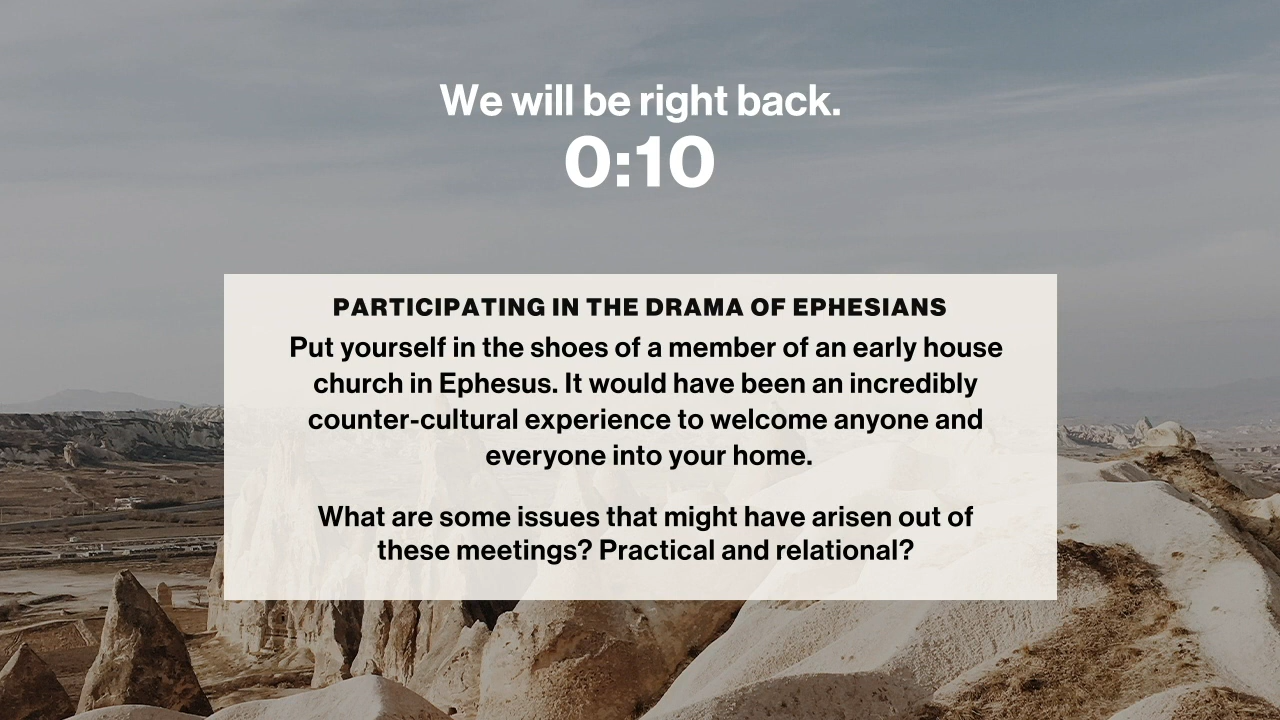 We will be right back.
0:10
PARTICIPATING IN THE DRAMA OF EPHESIANS
Put yourself in the shoes of a member of an early house
church in Ephesus. It would have been an incredibly
counter-cultural experience to welcome anyone and
everyone into your home.
What are some issues that might have arisen out of
these meetings? Practical and relational?